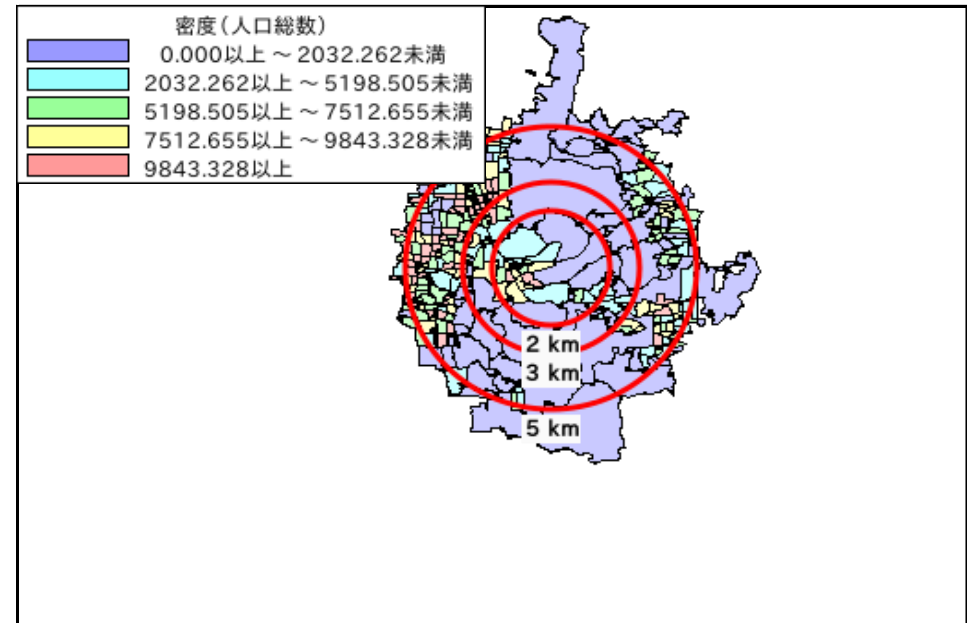 密度(人口総数)
0.000以上 ～ 2032.262未満
2032.262以上 ～ 5198.505未満
5198.505以上 ～ 7512.655未満
7512.655以上 ～ 9843.328未満
9843.328以上
2 km
3 km
5 km